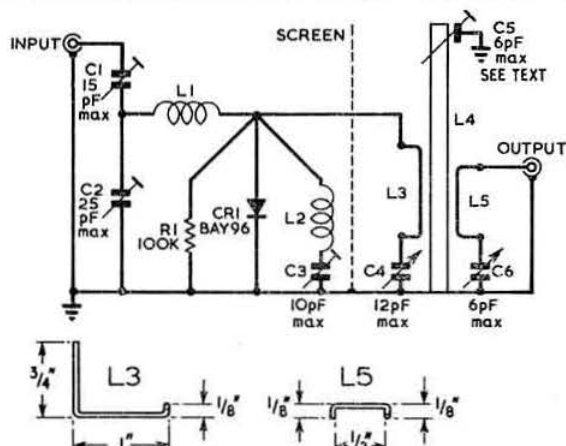 INPUT
C1
15
pF
max
L1
SCREEN
C5
6pF
max
SEE TEXT
L4
OUTPUT
C2
25
pF
max
R1
100K
CR1
BAY96
L2
L3
L5
C3
10pF
max
C4
12pF
max
C6
6pF
max
3/4"
L3
1/8"
1"
1/8"
L5
1/8"
1/2"